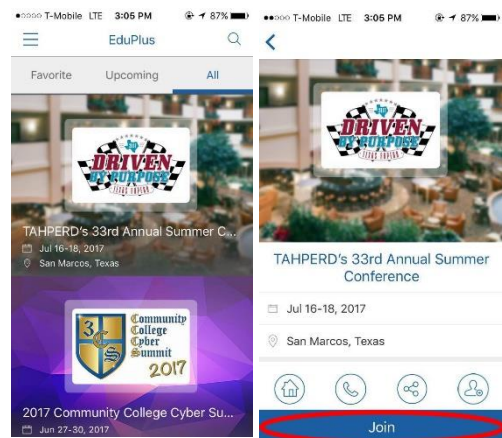 T-Mobile LTE 3:05 PM 87%
EduPlus
Favorite Upcoming All
DRIVEN
BY PURPOSE
TAHPERD's 33rd Annual Summer C...
Jul 16-18, 2017
San Marcos, Texas
3CS
Community
College
Cyber
Summit
2017
2017 Community College Cyber Su...
Jun 27-30, 2017
T-Mobile LTE 3:05 PM 87%
DRIVEN
BY PURPOSE
TAHPERD's 33rd Annual Summer
Conference
Jul 16-18, 2017
San Marcos, Texas
Join